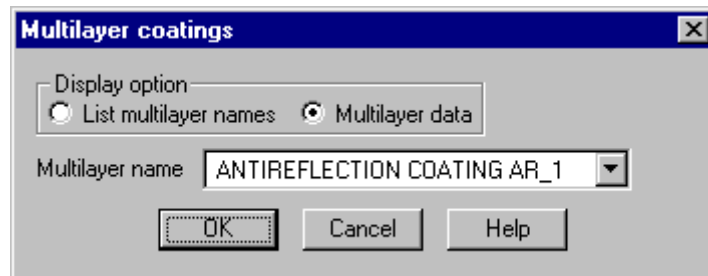 Multilayer coatings
Display option
List multilayer names Multilayer data
Multilayer name ANTIREFLECTION COATING AR_1
OK Cancel Help